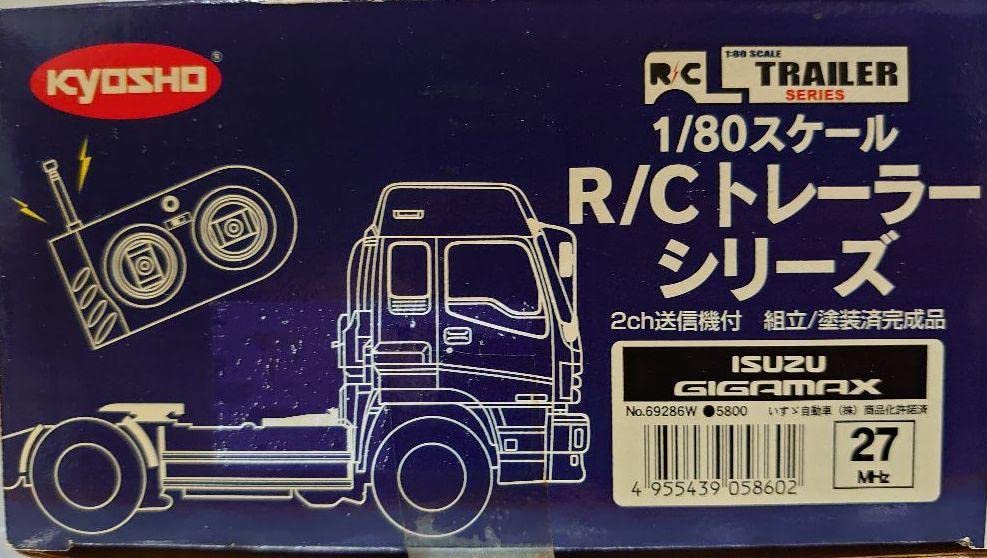 KYOSHO®
R/C 1:80 SCALE
TRAILER
SERIES
1/80スケール
R/Cトレーラー
シリーズ
2ch送信機付 組立/塗装済完成品
ISUZU
GIGAMAX
No.69286W ●5800 いすゞ自動車（株）商品化許諾済
27
MHz
4 955439 058602